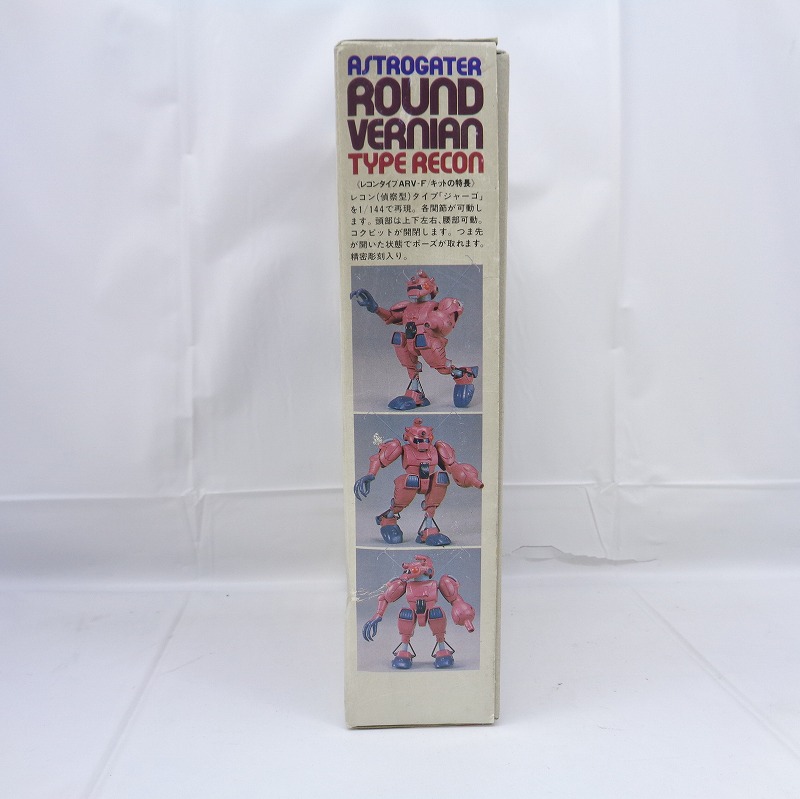 ASTROGATER
ROUND
VERNIAN
TYPE RECON
(レコンタイプARV-F/キットの特長)
レコン(偵察型)タイプ「ジャーゴ」
を1/144で再現。各関節が可動し
ます。頭部は上下左右、腰部可動。
コクピットが開閉します。つま先
が開いた状態でポーズが取れます。
精密彫刻入り。